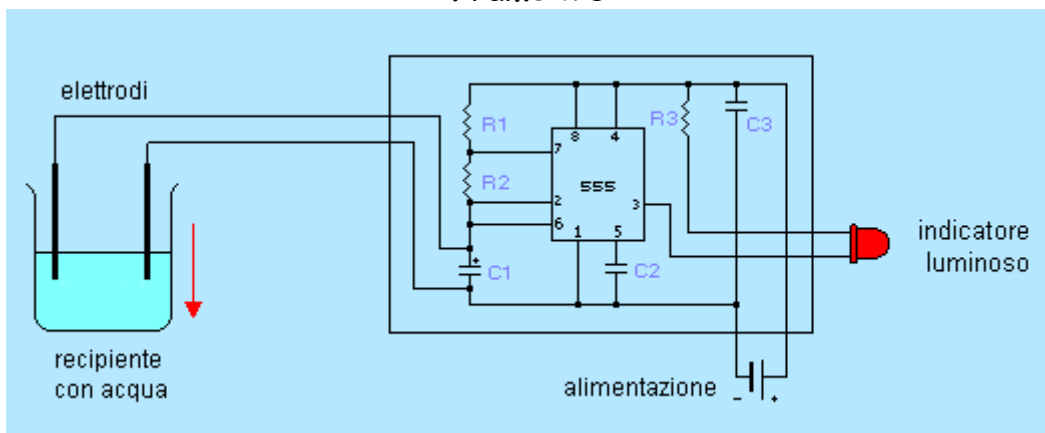 elettrodi
R1
R3
C3
8
4
7
R2
555
2
3
6
1
5
indicatore
luminoso
+
C1
C2
recipiente
con acqua
alimentazione
- +